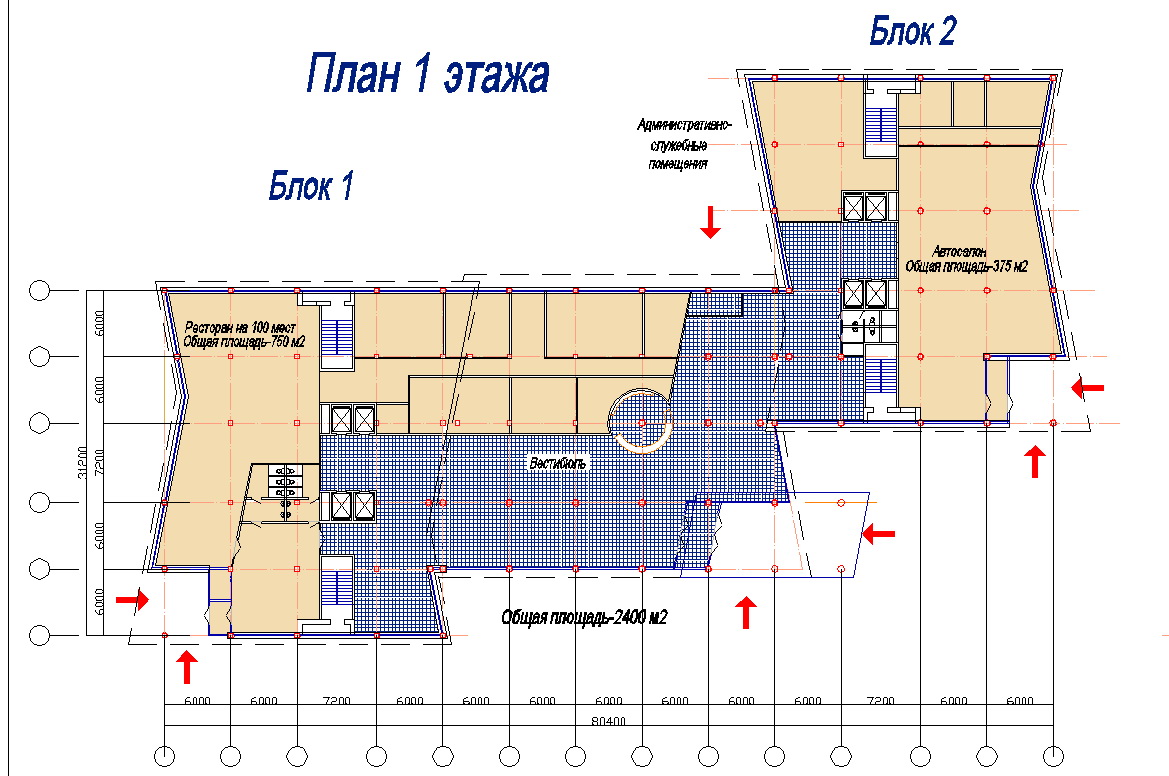 Блок 2
План 1 этажа
Административно-
служебные
помещения
Блок 1
Автосалон
Общая площадь-375 м2
Ресторан на 100 мест
Общая площадь-750 м2
6000
6000
31200
7200
6000
6000
Вестибюль
Общая площадь-2400 м2
6000 6000 7200 6000 6000 6000 6000 6000 6000 6000 7200 6000 6000
80400